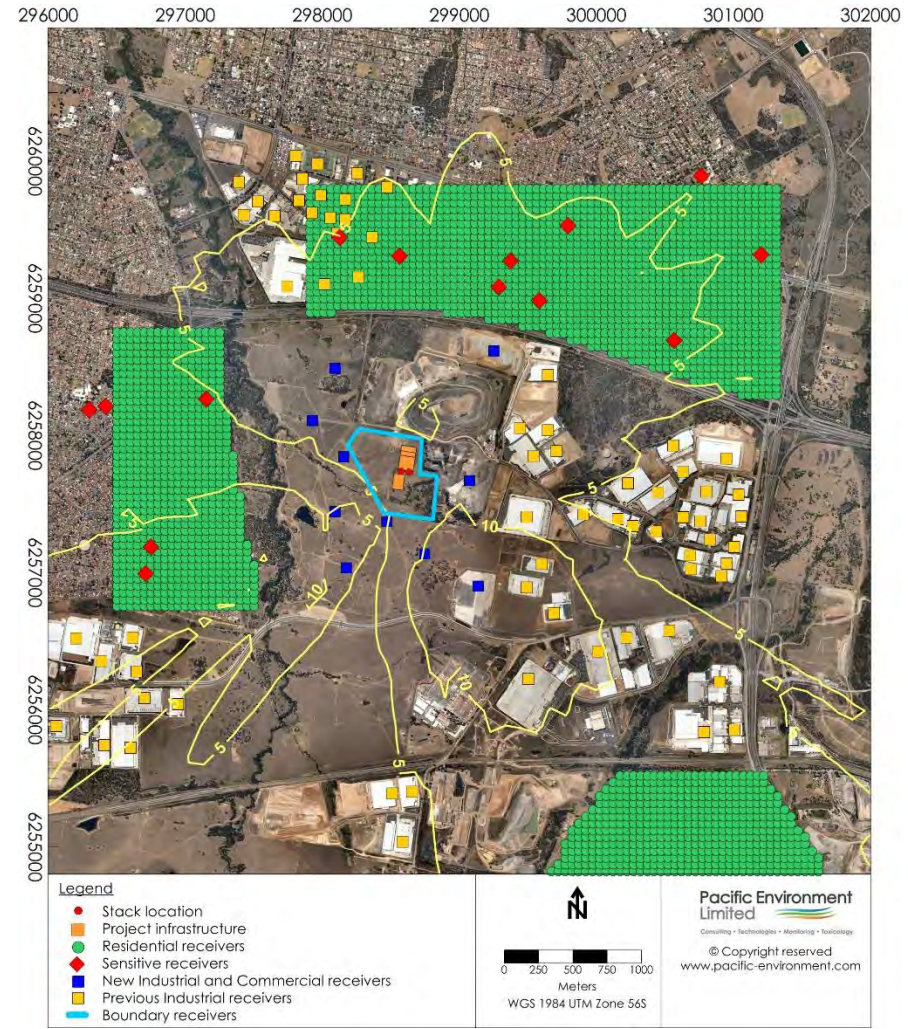 296000 297000 298000 299000 300000 301000 302000
6260000
6259000
6258000
6257000
6256000
6255000
5
5
5
5
5
5
5
5
5
5
5
5
5
5
10
10
10
Legend
Stack location
Project infrastructure
Residential receivers
Sensitive receivers
New Industrial and Commercial receivers
Previous Industrial receivers
Boundary receivers
N
0 250 500 750 1000
Meters
WGS 1984 UTM Zone 56S
Pacific Environment
Limited
Consulting • Technologies • Monitoring • Toxicology
© Copyright reserved
www.pacific-environment.com